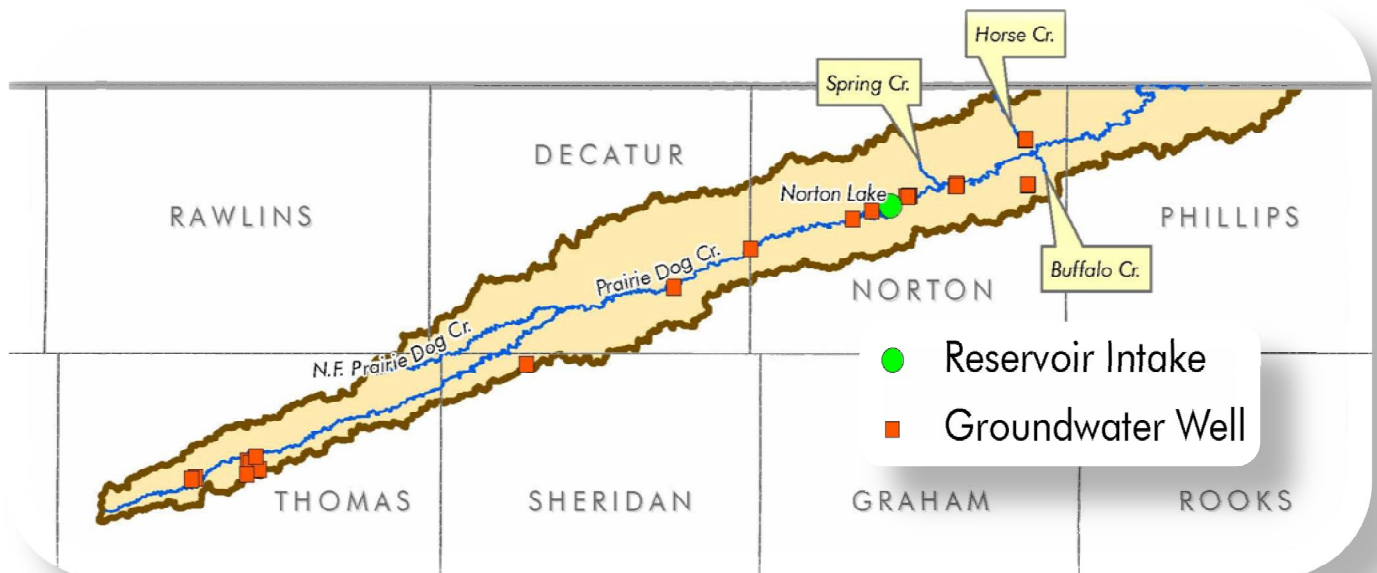 Horse Cr.
Spring Cr.
DECATUR
Norton Lake
RAWLINS
PHILLIPS
Prairie Dog Cr.
Buffalo Cr.
NORTON
N.F. Prairie Dog Cr.
Reservoir Intake
Groundwater Well
THOMAS
SHERIDAN
GRAHAM
ROOKS